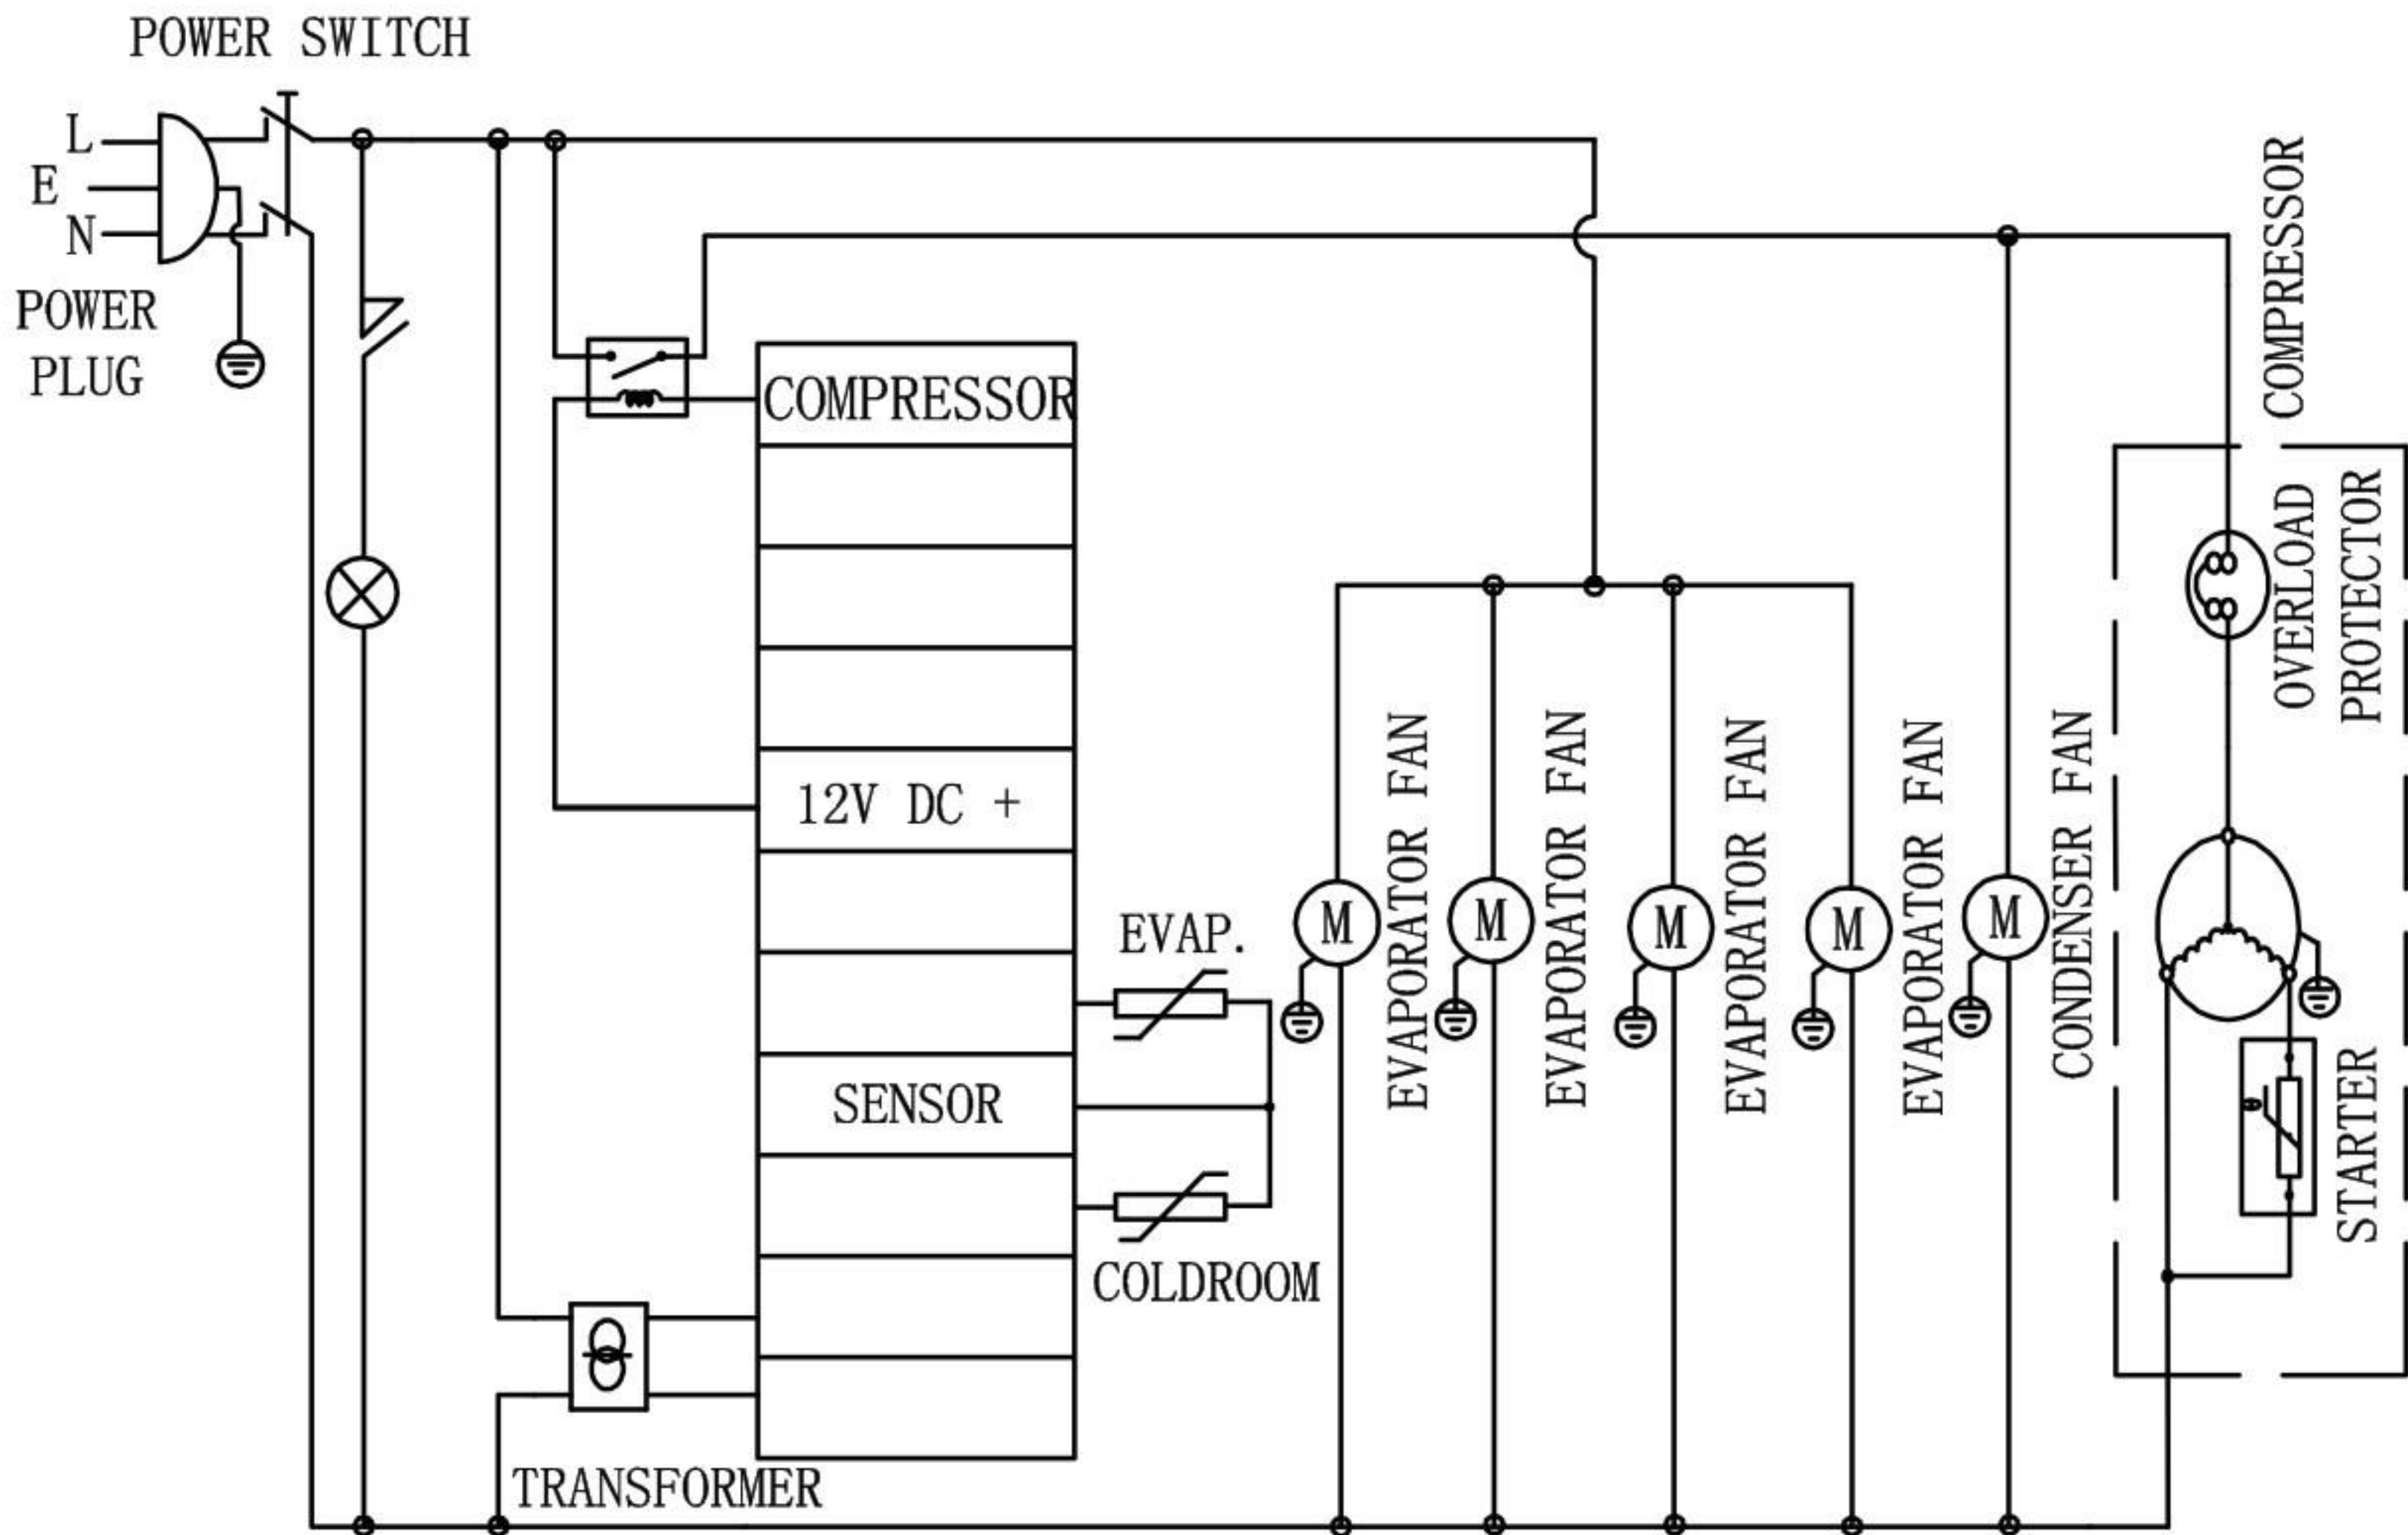 POWER SWITCH
L
E
N
POWER
PLUG
COMPRESSOR
12V DC +
SENSOR
EVAP.
COLDROOM
TRANSFORMER
M
EVAPORATOR FAN
M
EVAPORATOR FAN
M
EVAPORATOR FAN
M
EVAPORATOR FAN
M
CONDENSER FAN
COMPRESSOR
OVERLOAD
PROTECTOR
STARTER